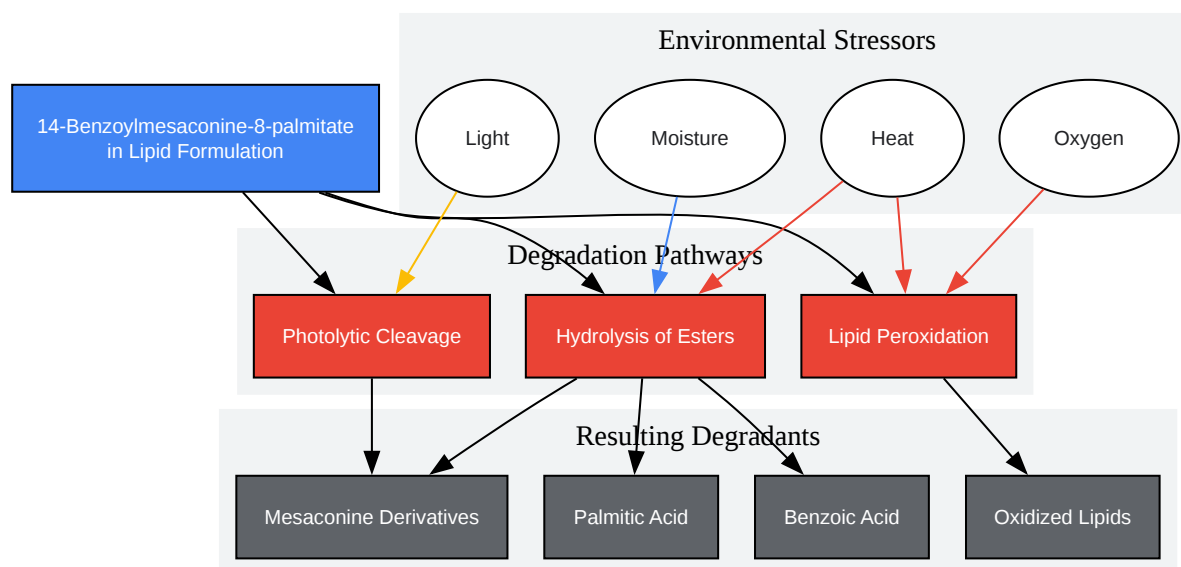 Environmental Stressors
14-Benzoylmesaconine-8-palmitate
in Lipid Formulation
Light
Moisture
Heat
Oxygen
Degradation Pathways
Photolytic Cleavage
Hydrolysis of Esters
Lipid Peroxidation
Resulting Degradants
Mesaconine Derivatives
Palmitic Acid
Benzoic Acid
Oxidized Lipids